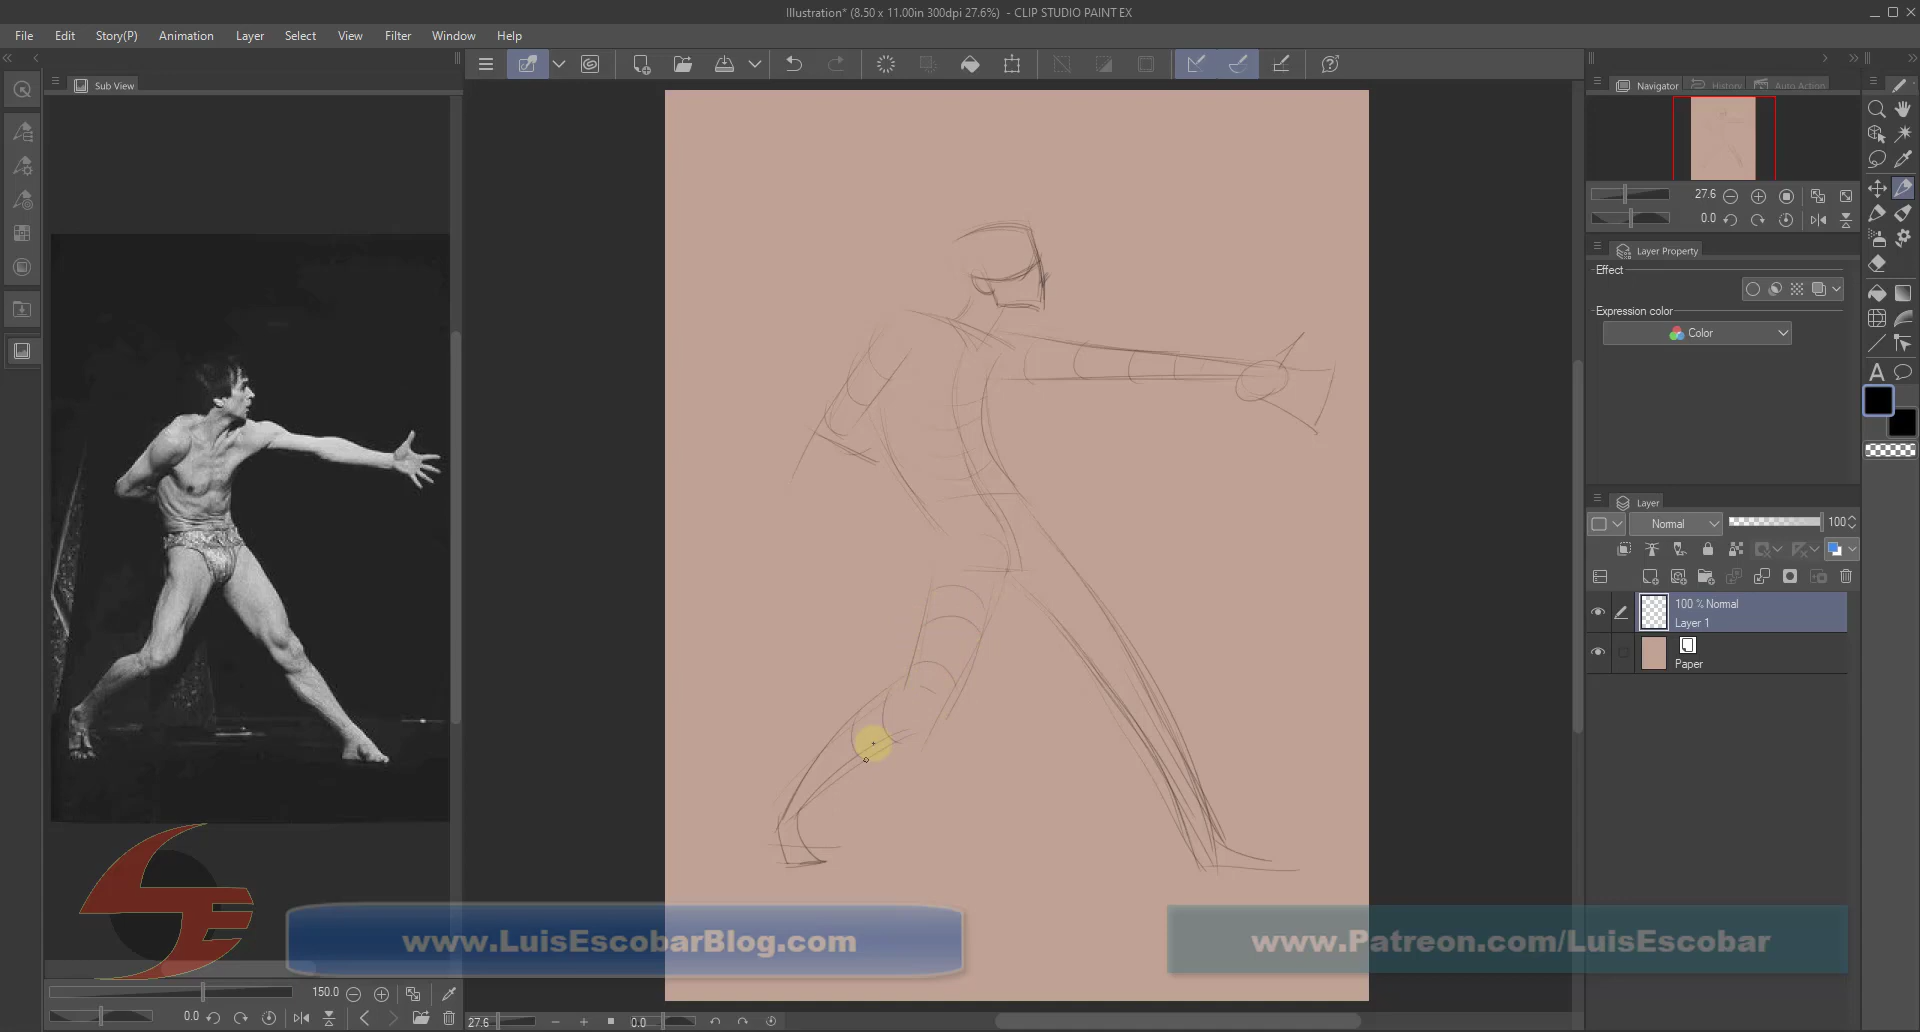 Illustration* (8.50 x 11.00in 300dpi 27.6%) - CLIP STUDIO PAINT EX
File Edit Story(P) Animation Layer Select View Filter Window Help
Sub View
Navigator History Auto Action
27.6
0.0
Layer Property
Effect
Expression color
Color
A
Layer
Normal 100
100 % Normal
Layer 1
Paper
www.LuisEscobarBlog.com
www.Patreon.com/LuisEscobar
150.0
0.0
27.6 0.0